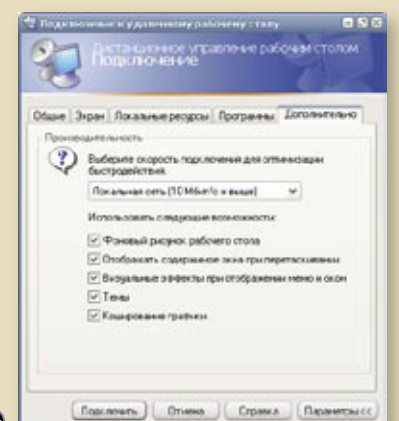 Подключение к удаленному рабочему столу
Дистанционное управление рабочим столом
Подключение
Общие Экран Локальные ресурсы Программы Дополнительно
Производительность
Выберите скорость подключения для оптимизации
быстродействия.
Локальная сеть (10 Мбит/с и выше)
Использовать следующие возможности:
Фоновый рисунок рабочего стола
Отображать содержимое окна при перетаскивании
Визуальные эффекты при отображении меню и окон
Темы
Кэширование графики
Подключить Отмена Справка Параметры <<